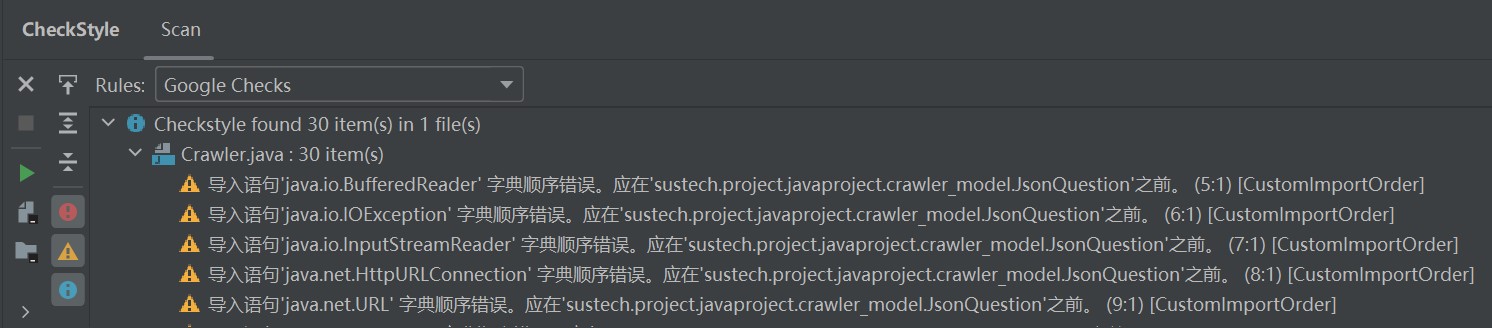 CheckStyle Scan
Rules: Google Checks
Checkstyle found 30 item(s) in 1 file(s)
Crawler.java : 30 item(s)
导入语句'java.io.BufferedReader' 字典顺序错误。应在'sustech.project.javaproject.crawler_model.JsonQuestion'之前。 (5:1) [CustomImportOrder]
导入语句'java.io.IOException' 字典顺序错误。应在'sustech.project.javaproject.crawler_model.JsonQuestion'之前。 (6:1) [CustomImportOrder]
导入语句'java.io.InputStreamReader' 字典顺序错误。应在'sustech.project.javaproject.crawler_model.JsonQuestion'之前。 (7:1) [CustomImportOrder]
导入语句'java.net.HttpURLConnection' 字典顺序错误。应在'sustech.project.javaproject.crawler_model.JsonQuestion'之前。 (8:1) [CustomImportOrder]
导入语句'java.net.URL' 字典顺序错误。应在'sustech.project.javaproject.crawler_model.JsonQuestion'之前。 (9:1) [CustomImportOrder]